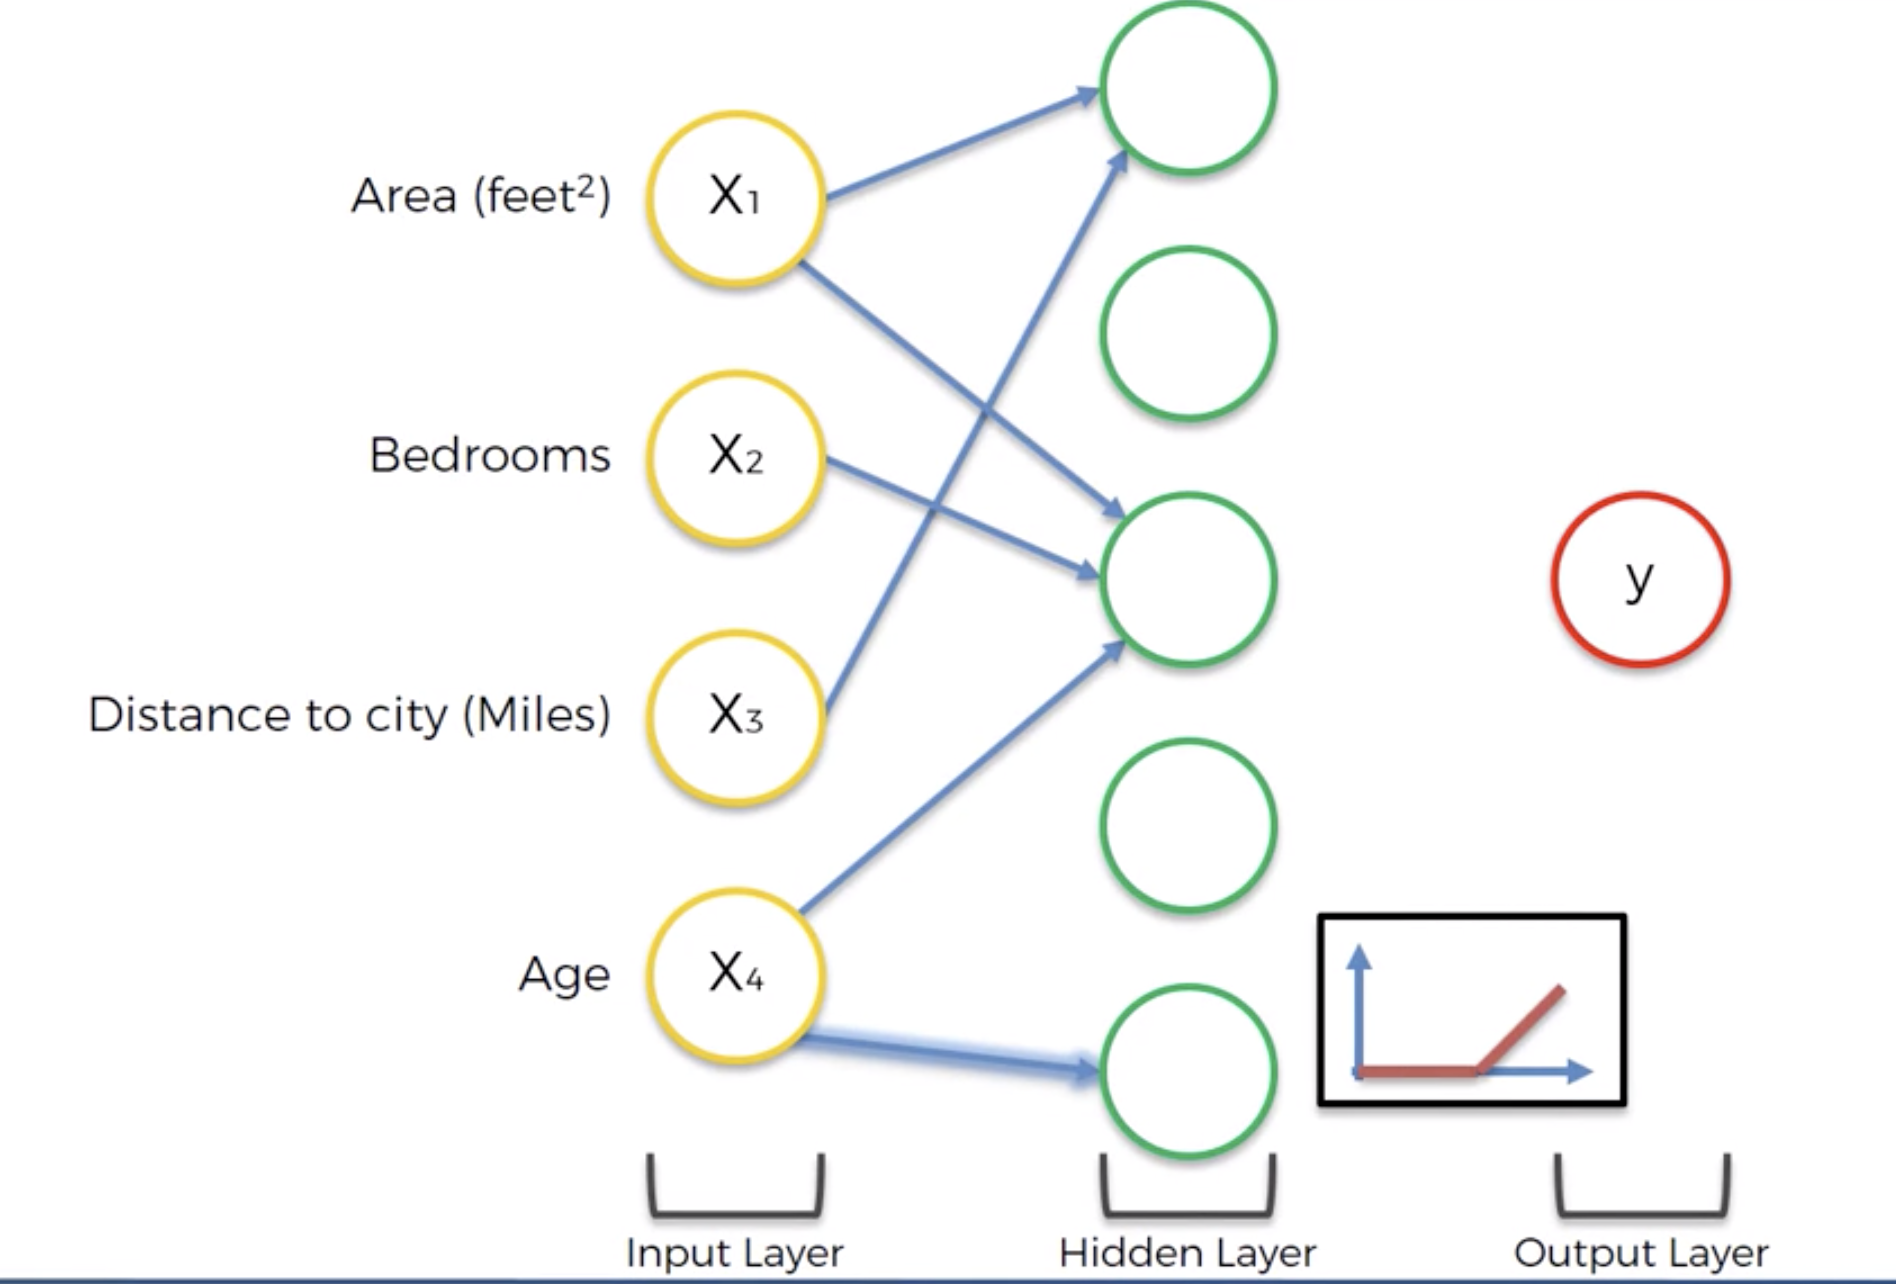 Area (feet²) X₁
Bedrooms X₂
y
Distance to city (Miles) X₃
Age X₄
Input Layer
Hidden Layer
Output Layer